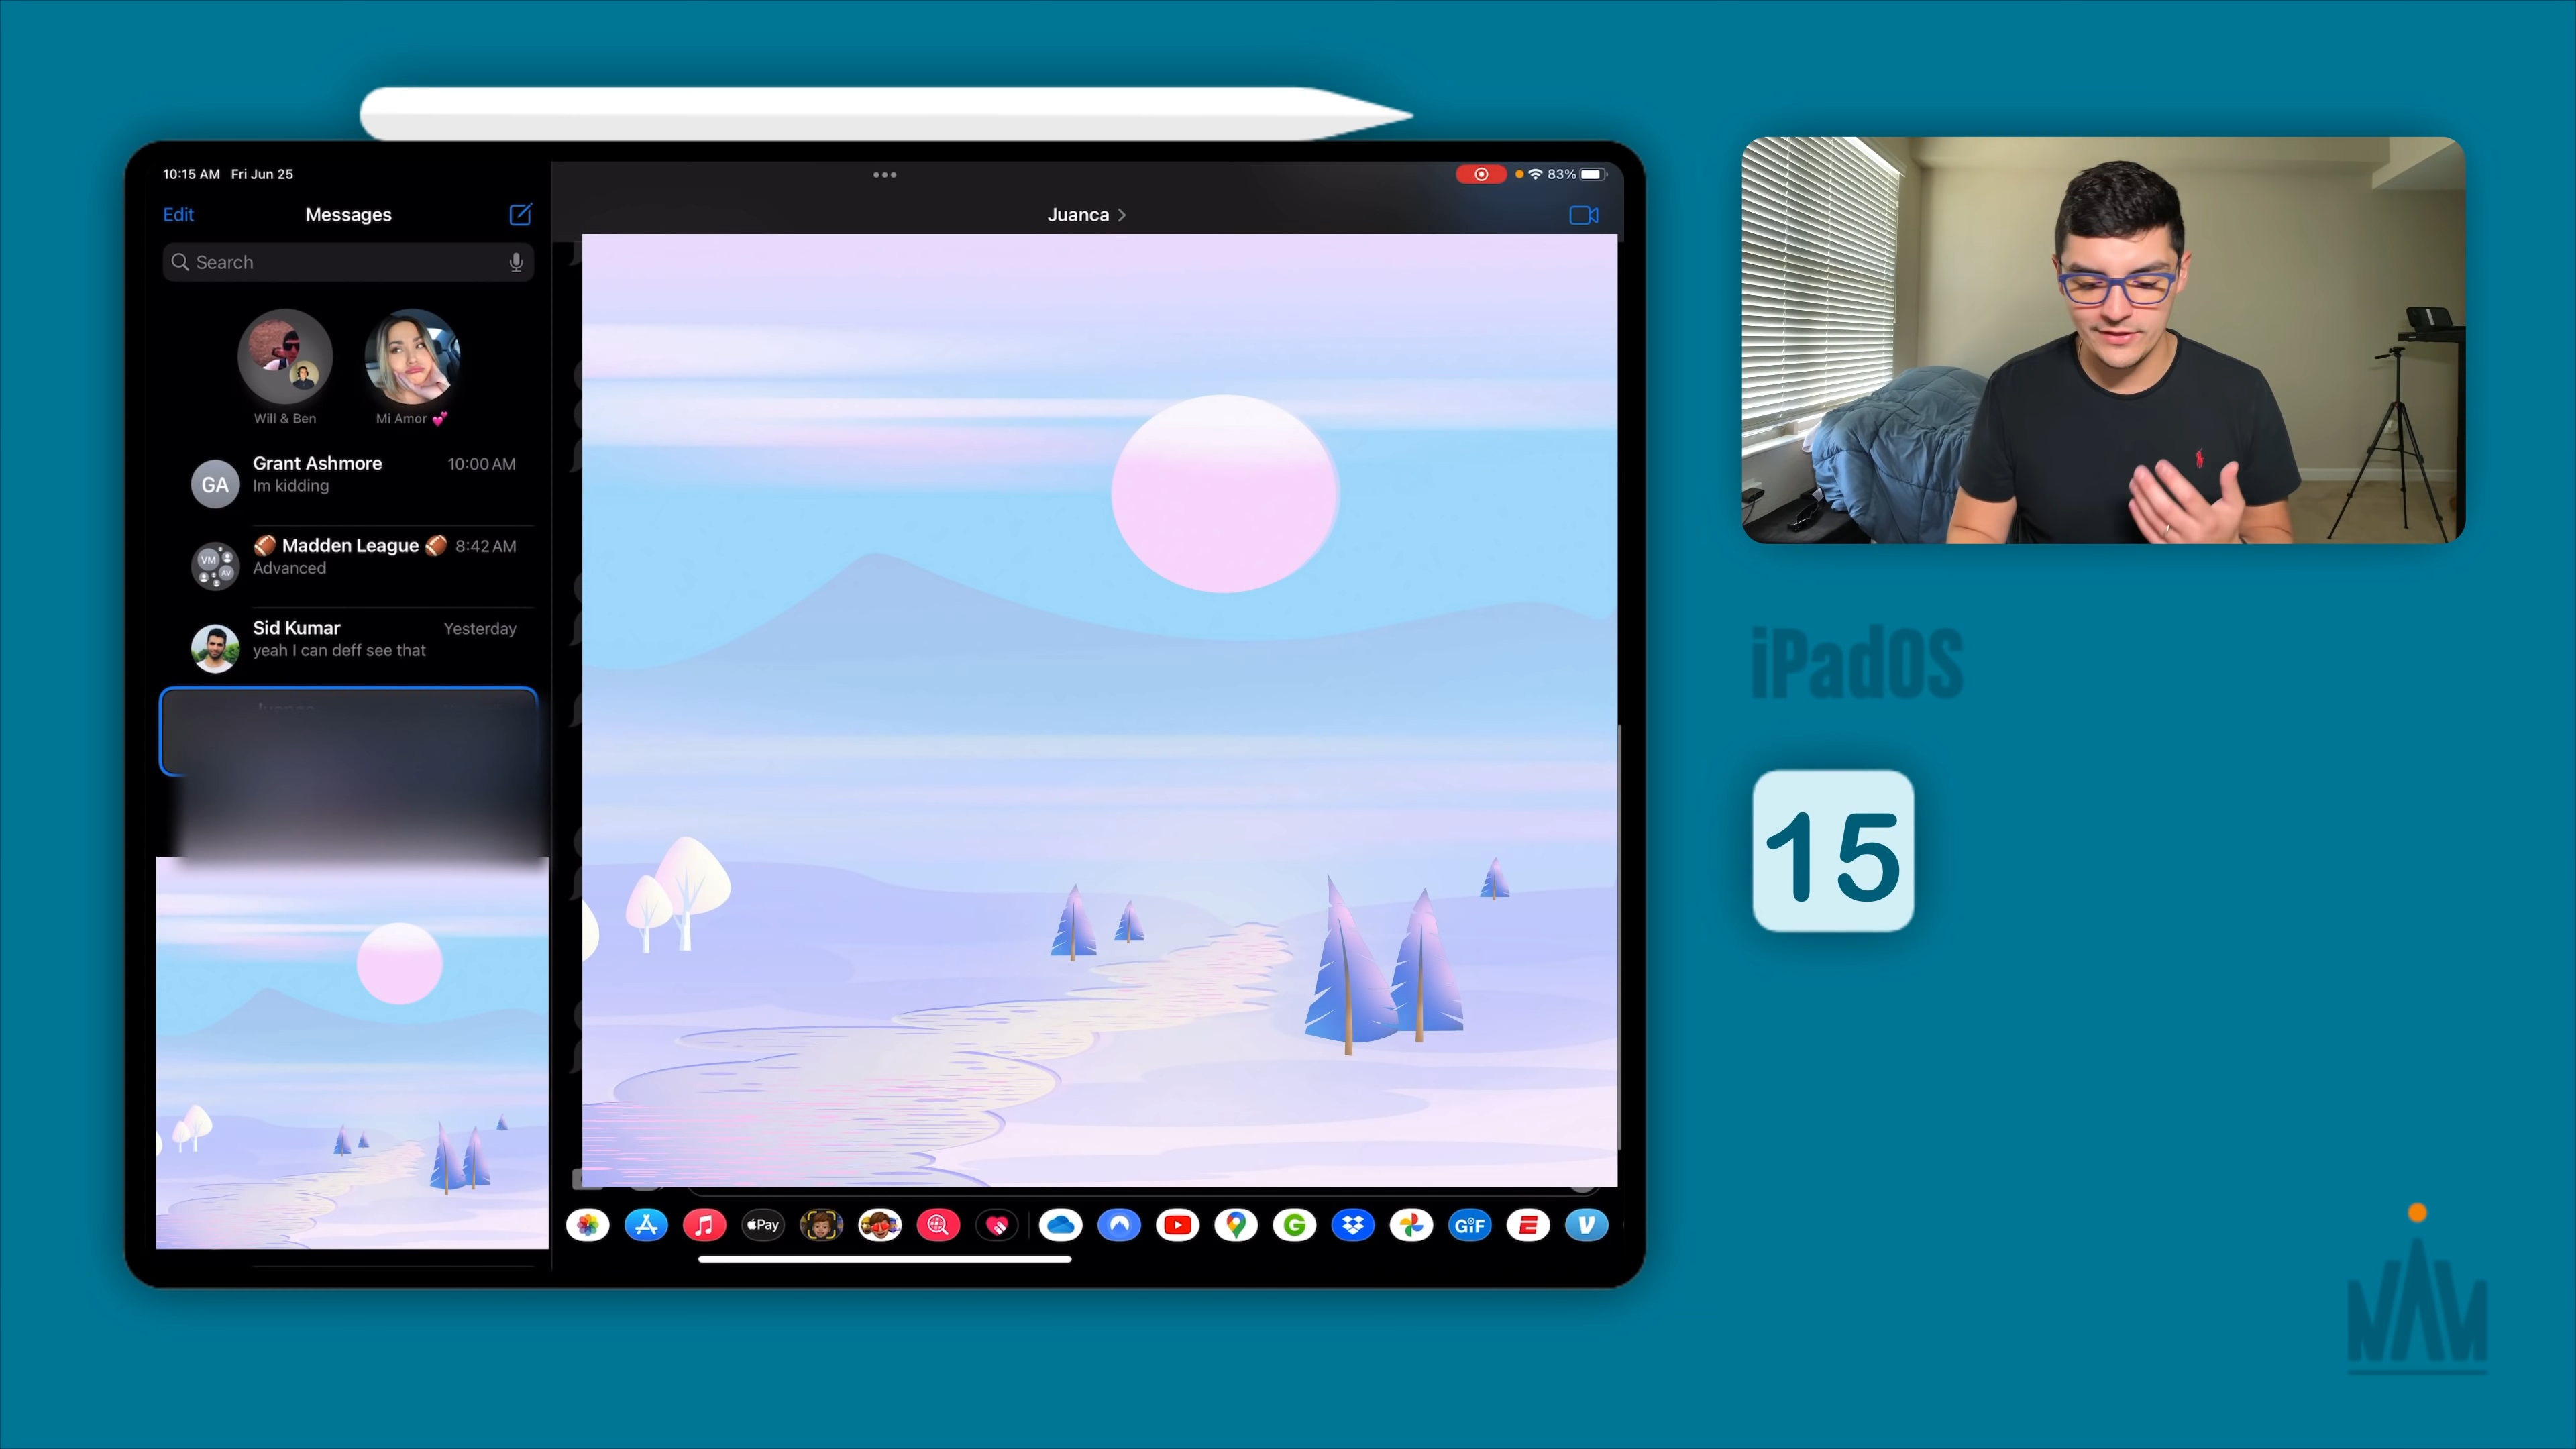 10:15 AM Fri Jun 25
83%
Edit
Messages
Juanca
Search
Will & Ben
Mi Amor 💕
Grant Ashmore
10:00 AM
Im kidding
GA
🏈 Madden League 🏈
8:42 AM
Advanced
VM
AV
Sid Kumar
Yesterday
yeah I can deff see that
Pay
GIF
iPadOS
15